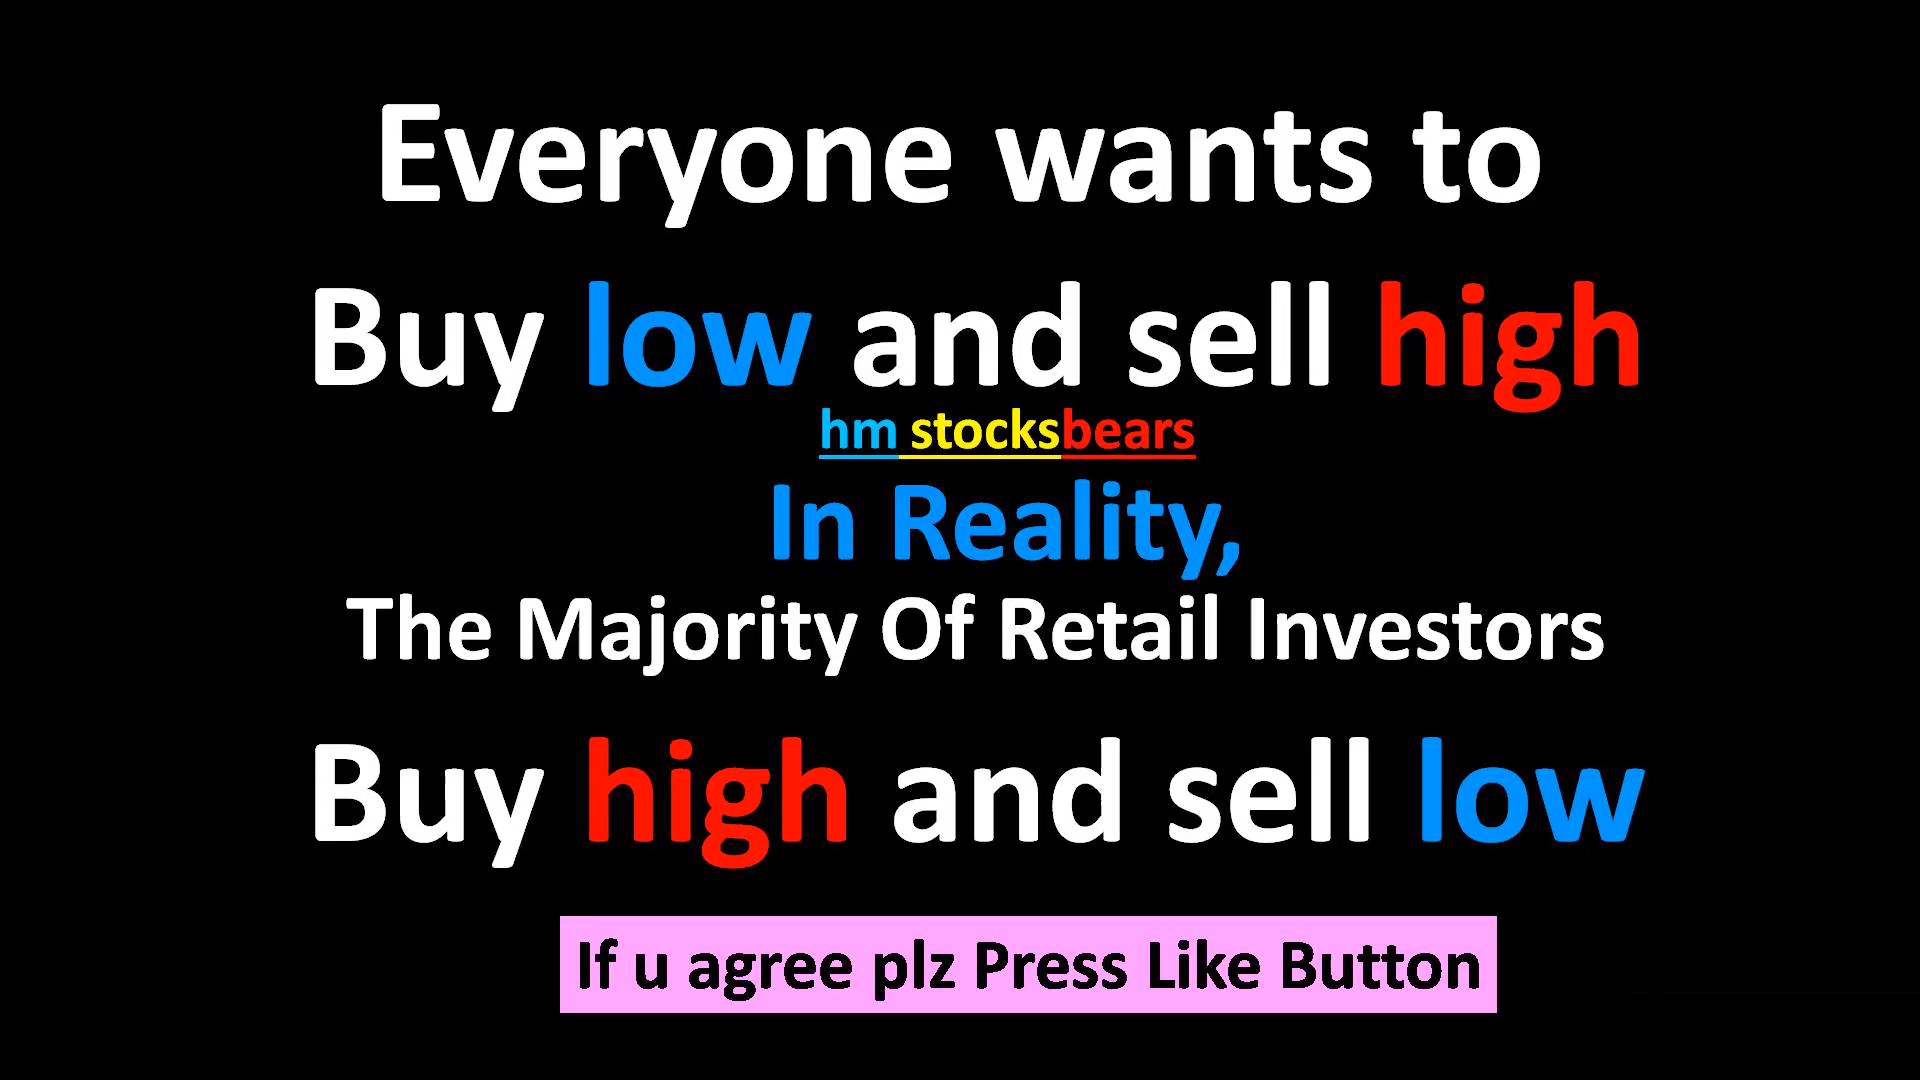 Everyone wants to
Buy low and sell high
hm stocksbears
In Reality,
The Majority Of Retail Investors
Buy high and sell low
If u agree plz Press Like Button